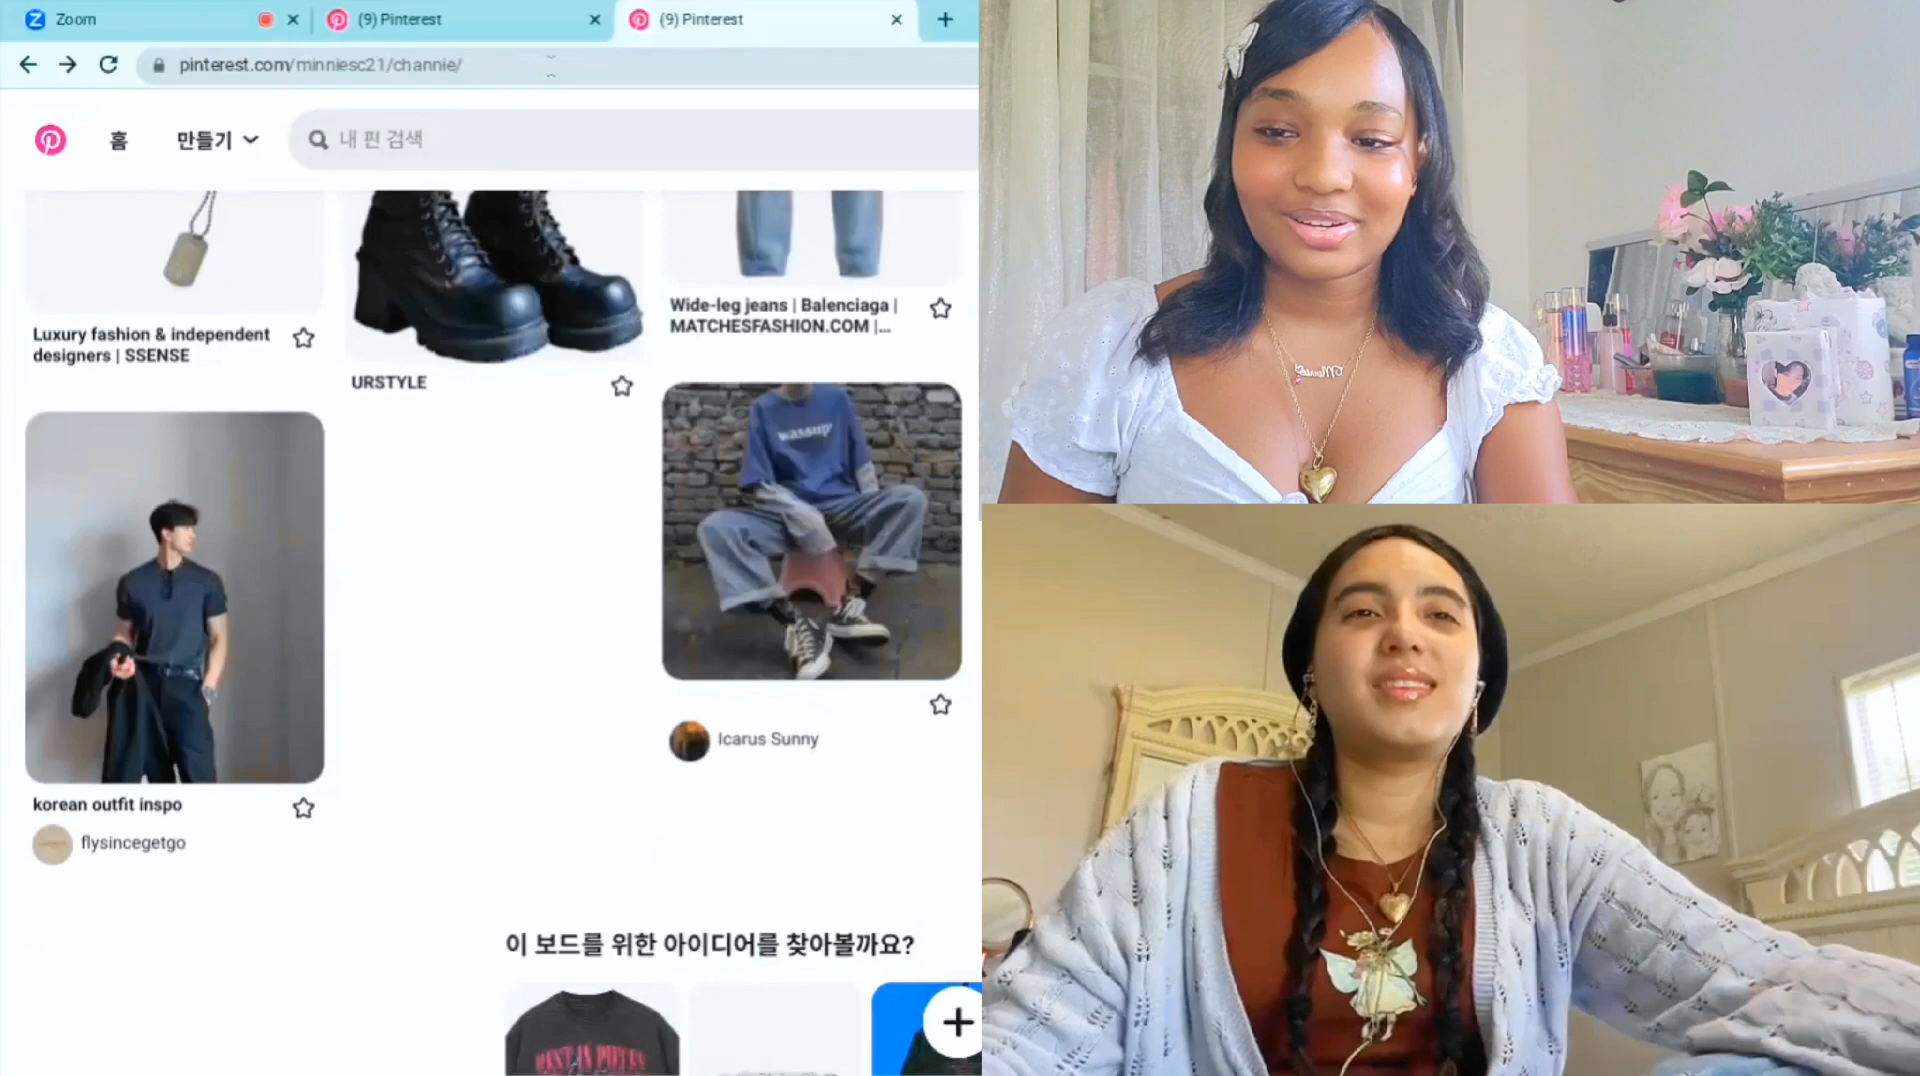 Zoom
(9) Pinterest
(9) Pinterest
pinterest.com/minniesc21/channie/
홈
만들기
내 핀 검색
Luxury fashion & independent
designers | SSENSE
URSTYLE
Wide-leg jeans | Balenciaga |
MATCHESFASHION.COM |...
wassup
Icarus Sunny
korean outfit inspo
flysincegetgo
이 보드를 위한 아이디어를 찾아볼까요?